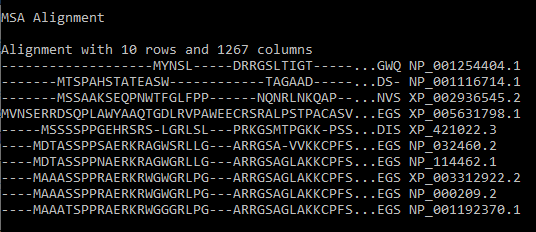 MSA Alignment
Alignment with 10 rows and 1267 columns
-------------------MYNSL-----DRRGSLTIGT-----...GWQ NP_001254404.1
-------MTSPAHSTATEASW------------TAGAAD-----...DS- NP_001116714.1
-------MSSAAKSEQPNWTFGLFPP------NQNRLNKQAP--...NVS XP_002936545.2
MVNSERRDSQPLAWYAAQTGDLRVPAWEECRSRALPSTPACASV...EGS XP_005631798.1
-----MSSSSPPGEHRSRS-LGRLSL---PRKGSMTPGKK-PSS...DIS XP_421022.3
----MDTASSPPSAERKRAGWSRLLG---ARRGSA-VVKKCPFS...EGS NP_032460.2
----MDTASSPPNAERKRAGWGRLLG---ARRGSAGLAKKCPFS...EGS NP_114462.1
----MAAASSPPRAERKRWGWGRLPG---ARRGSAGLAKKCPFS...EGS XP_003312922.2
----MAAASSPPRAERKRWGWGRLPG---ARRGSAGLAKKCPFS...EGS NP_000209.2
----MAAATSPPRAERKRWGGGRLPG---ARRGSAGLAKKCPFS...EGS NP_001192370.1